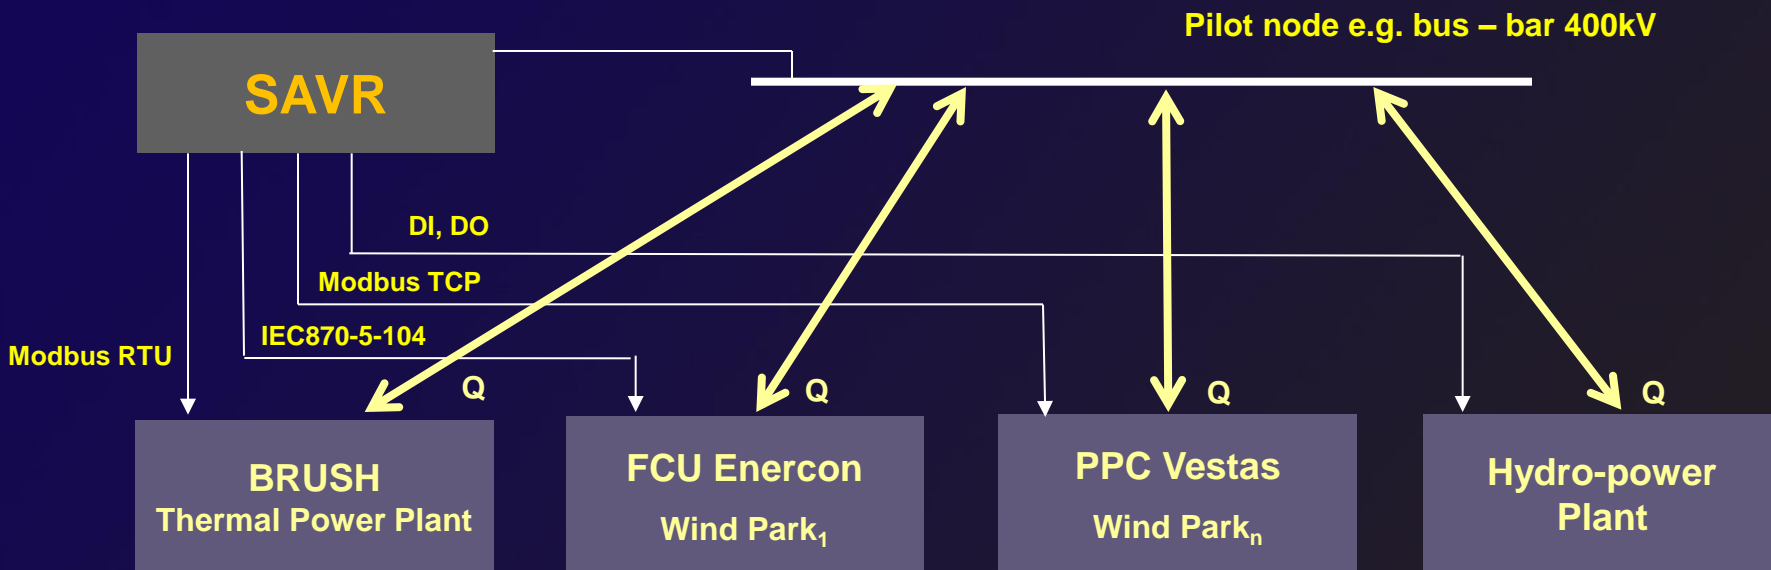 Pilot node e.g. bus – bar 400kV
SAVR
DI, DO
Modbus TCP
IEC870-5-104
Modbus RTU
Q
Q
Q
Q
BRUSH
Thermal Power Plant
FCU Enercon
Wind Park₁
PPC Vestas
Wind Parkₙ
Hydro-power
Plant